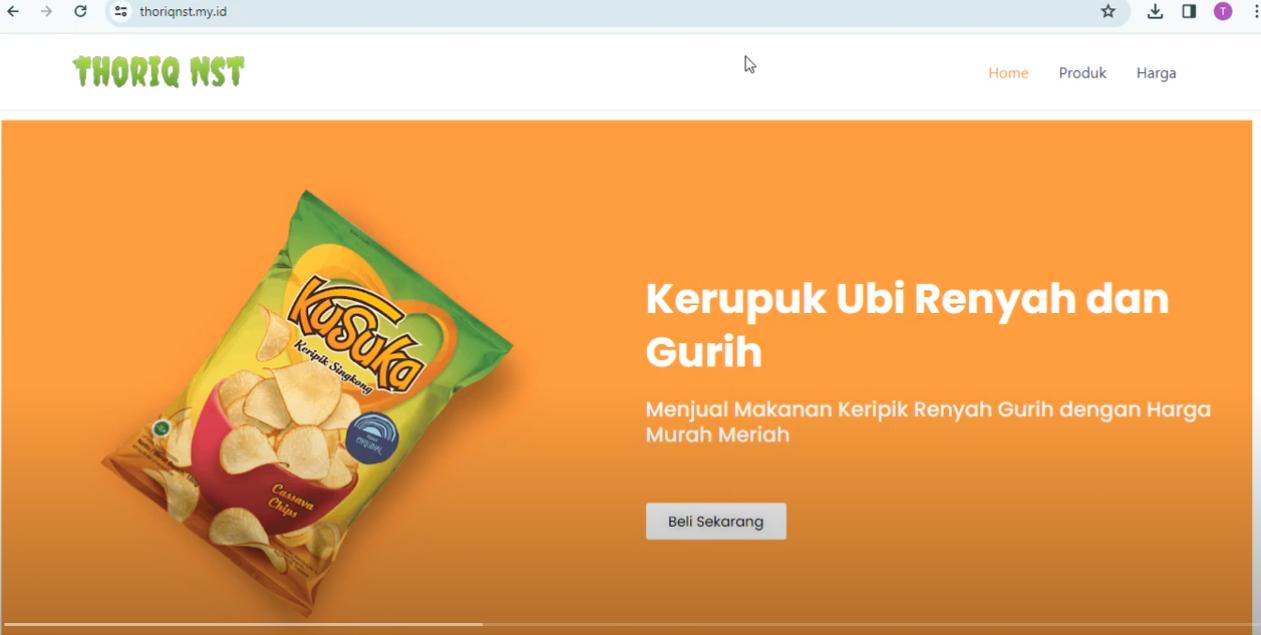 thoriqnst.my.id
T
THORIQ NST
Home
Produk
Harga
KuSuka
Keripik Singkong
ORIGINAL
Cassava
Chips
Kerupuk Ubi Renyah dan
Gurih
Menjual Makanan Keripik Renyah Gurih dengan Harga
Murah Meriah
Beli Sekarang